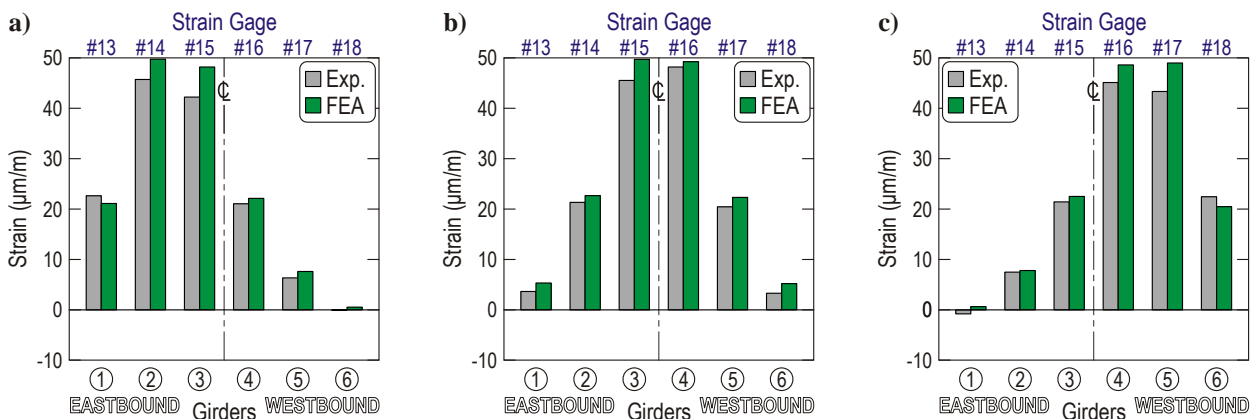 a)
Strain Gage
#13 #14 #15 #16 #17 #18
50
40
30
20
10
0
-10
Strain (μm/m)
Exp.
FEA
℄
1 2 3 4 5 6
EASTBOUND Girders WESTBOUND
b)
Strain Gage
#13 #14 #15 #16 #17 #18
50
40
30
20
10
0
-10
Strain (μm/m)
Exp.
FEA
℄
1 2 3 4 5 6
EASTBOUND Girders WESTBOUND
c)
Strain Gage
#13 #14 #15 #16 #17 #18
50
40
30
20
10
0
-10
Strain (μm/m)
Exp.
FEA
℄
1 2 3 4 5 6
EASTBOUND Girders WESTBOUND